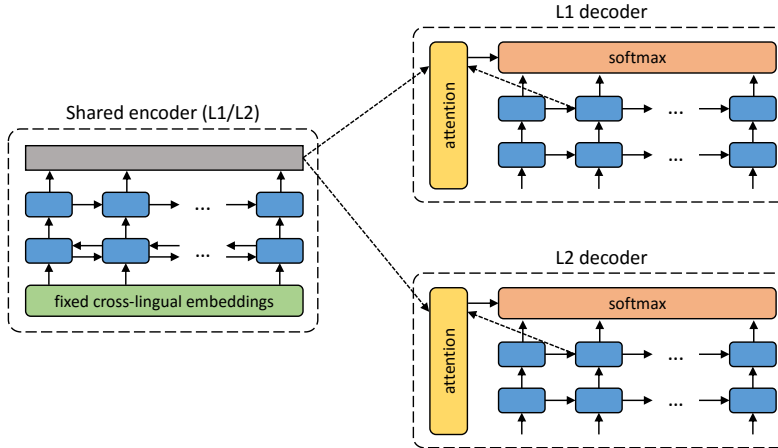 L1 decoder
softmax
attention
...
...
Shared encoder (L1/L2)
...
...
fixed cross-lingual embeddings
L2 decoder
softmax
attention
...
...